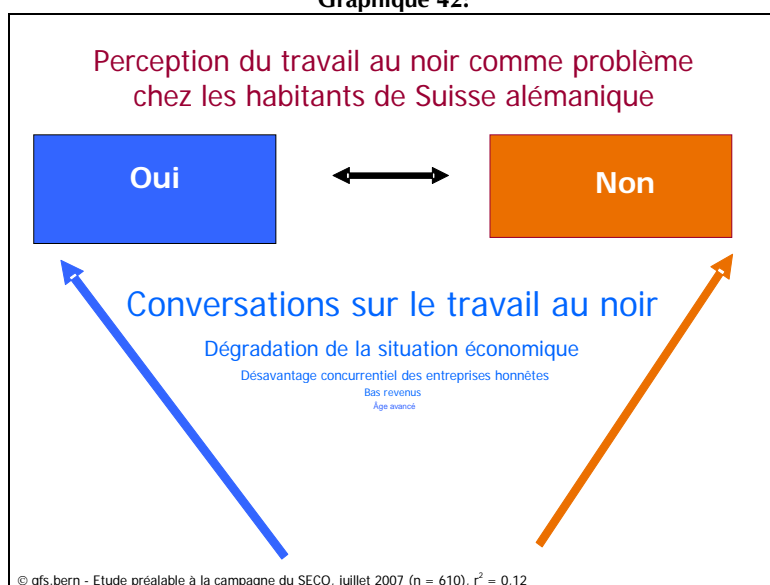 Graphique 42:
Perception du travail au noir comme problème
chez les habitants de Suisse alémanique
Oui
Non
Conversations sur le travail au noir
Dégradation de la situation économique
Désavantage concurrentiel des entreprises honnêtes
Bas revenus
Âge avancé
© gfs.bern - Etude préalable à la campagne du SECO, juillet 2007 (n = 610), r² = 0.12